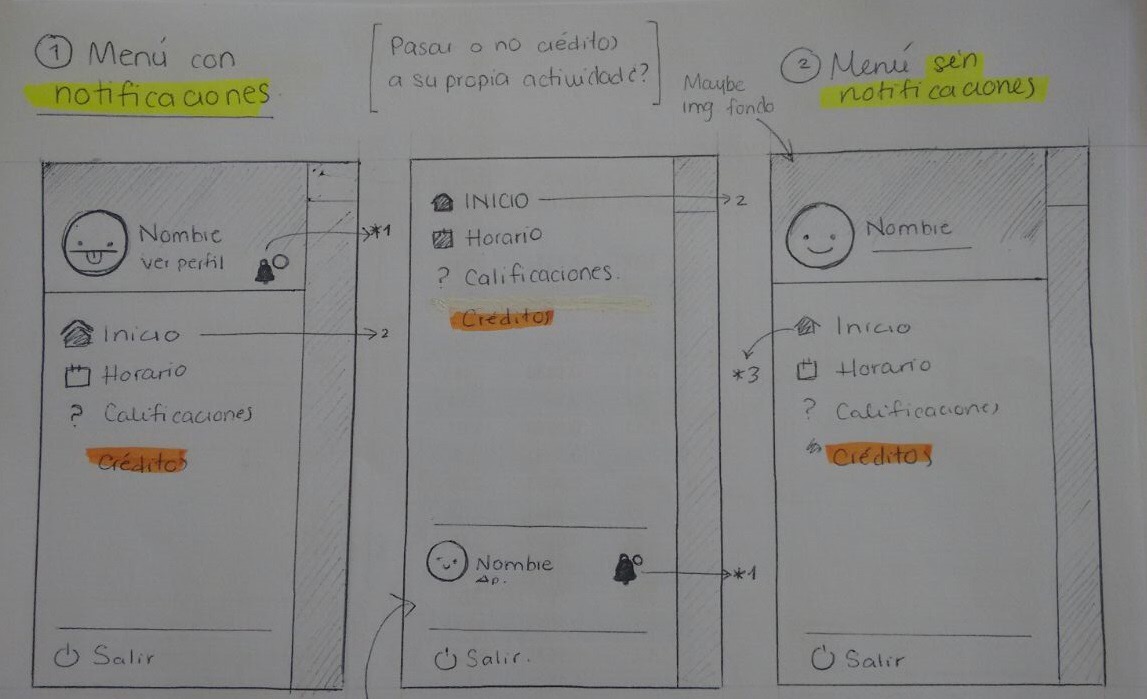 ① Menú con
notificaciones
[Pasar o no créditos
a su propia actividad¿?]
② Menú sin
notificaciones
Maybe
img fondo
Nombre
ver perfil
*1
Inicio
2
Horario
? Calificaciones
Créditos
Salir
INICIO
2
Horario
? Calificaciones.
Créditos
Nombre
Ap.
*1
Salir.
Nombre
Inicio
*3
Horario
? Calificaciones
Créditos
Salir